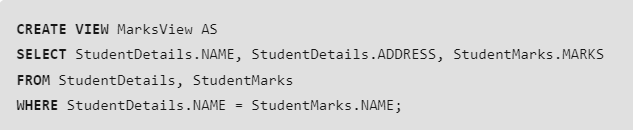 CREATE VIEW MarksView AS
SELECT StudentDetails.NAME, StudentDetails.ADDRESS, StudentMarks.MARKS
FROM StudentDetails, StudentMarks
WHERE StudentDetails.NAME = StudentMarks.NAME;